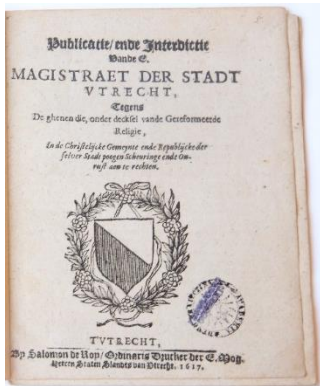 Publicatie/ ende Interdictie
Vande E.
MAGISTRAET DER STADT
VTRECHT,
Tegens
De ghenen die, onder decksel vande Gereformeerde
Religie,
In de Christelijcke Gemeynte ende Republijcke der
selver Stadt poogen Scheuringe ende On-
rust aen te rechten.
TVTRECHT,
By Salomon de Roy/ Ordinaris Drucker der E. Mog.
Heeren Staten Slandts van Vtrecht. 1617.